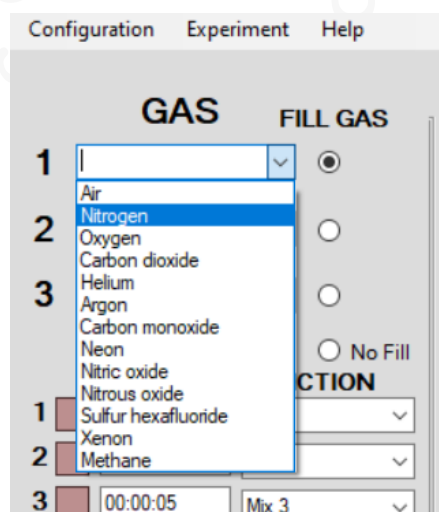 Configuration Experiment Help
GAS FILL GAS
1
Air
Nitrogen
2
Oxygen
Carbon dioxide
Helium
3
Argon
Carbon monoxide
Neon
No Fill
Nitric oxide
CTION
Nitrous oxide
1 Sulfur hexafluoride
Xenon
2 Methane
3 00:00:05 Mix 3